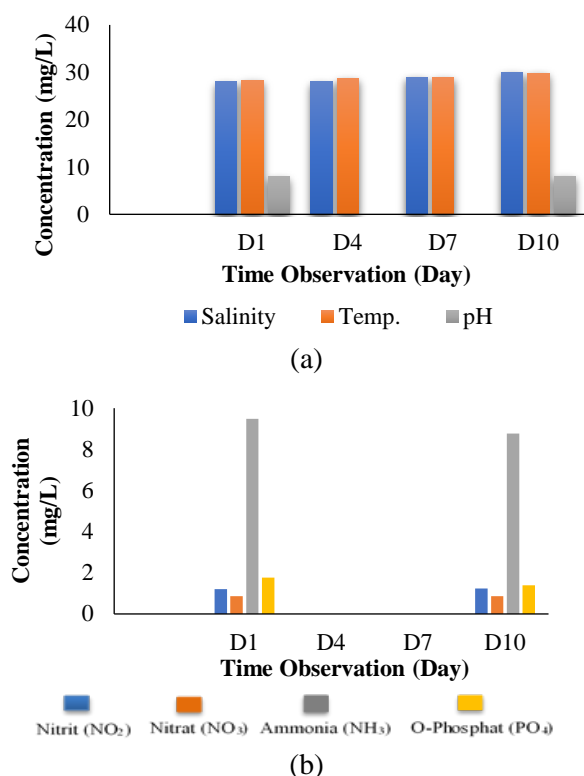 40
30
20
10
0
Concentration (mg/L)
D1 D4 D7 D10
Time Observation (Day)
Salinity Temp. pH
(a)
10
8
6
4
2
0
Concentration
(mg/L)
D1 D4 D7 D10
Time Observation (Day)
Nitrit (NO₂) Nitrat (NO₃) Ammonia (NH₃) O-Phosphat (PO₄)
(b)